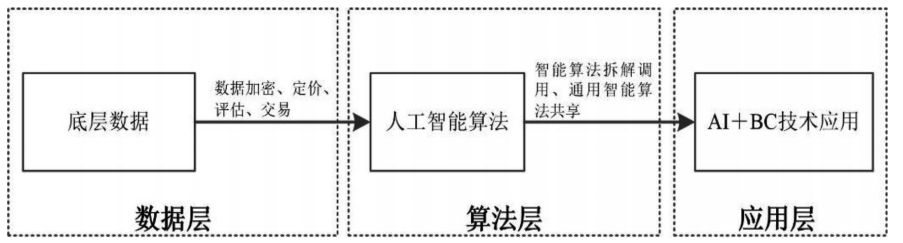 底层数据
数据加密、定价、
评估、交易
人工智能算法
智能算法拆解调
用、通用智能算
法共享
AI+BC技术应用
数据层
算法层
应用层